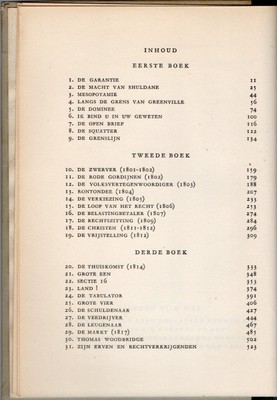 INHOUD
EERSTE BOEK
1. DE GARANTIE 11
2. DE MACHT VAN SHULDANE 25
3. MESOPOTAMIE 44
4. LANGS DE GRENS VAN GREENVILLE 56
5. DE DOMINEE 74
6. IK BIND U IN UW GEWETEN 100
7. DE OPEN BRIEF 116
8. DE SQUATTER 122
9. DE GRENSLIJN 134
TWEEDE BOEK
10. DE ZWERVER (1801-1802) 159
11. DE RODE GORDIJNEN (1802) 179
12. DE VOLKSVERTEGENWOORDIGER (1803) 188
13. RONTONDEE (1804) 207
14. DE VERKIEZING (1805) 233
15. DE LOOP VAN HET RECHT (1806) 253
16. DE BELASTINGBETALER (1807) 274
17. DE RECHTSZITTING (1809) 284
18. DE CHRISTEN (1811-1812) 296
19. DE VRIJSTELLING (1812) 309
DERDE BOEK
20. DE THUISKOMST (1814) 333
21. GROTE EEN 348
22. SECTIE 16 353
23. LAND! 374
24. DE TABULATOR 391
25. GROTE VIER 406
26. DE SCHULDENAAR 427
27. DE VEEDRIJVER 444
28. DE LEUGENAAR 467
29. DE MARKT (1817) 485
30. THOMAS WOODBRIDGE 502
31. ZIJN ERVEN EN RECHTVERKRIJGENDEN 523